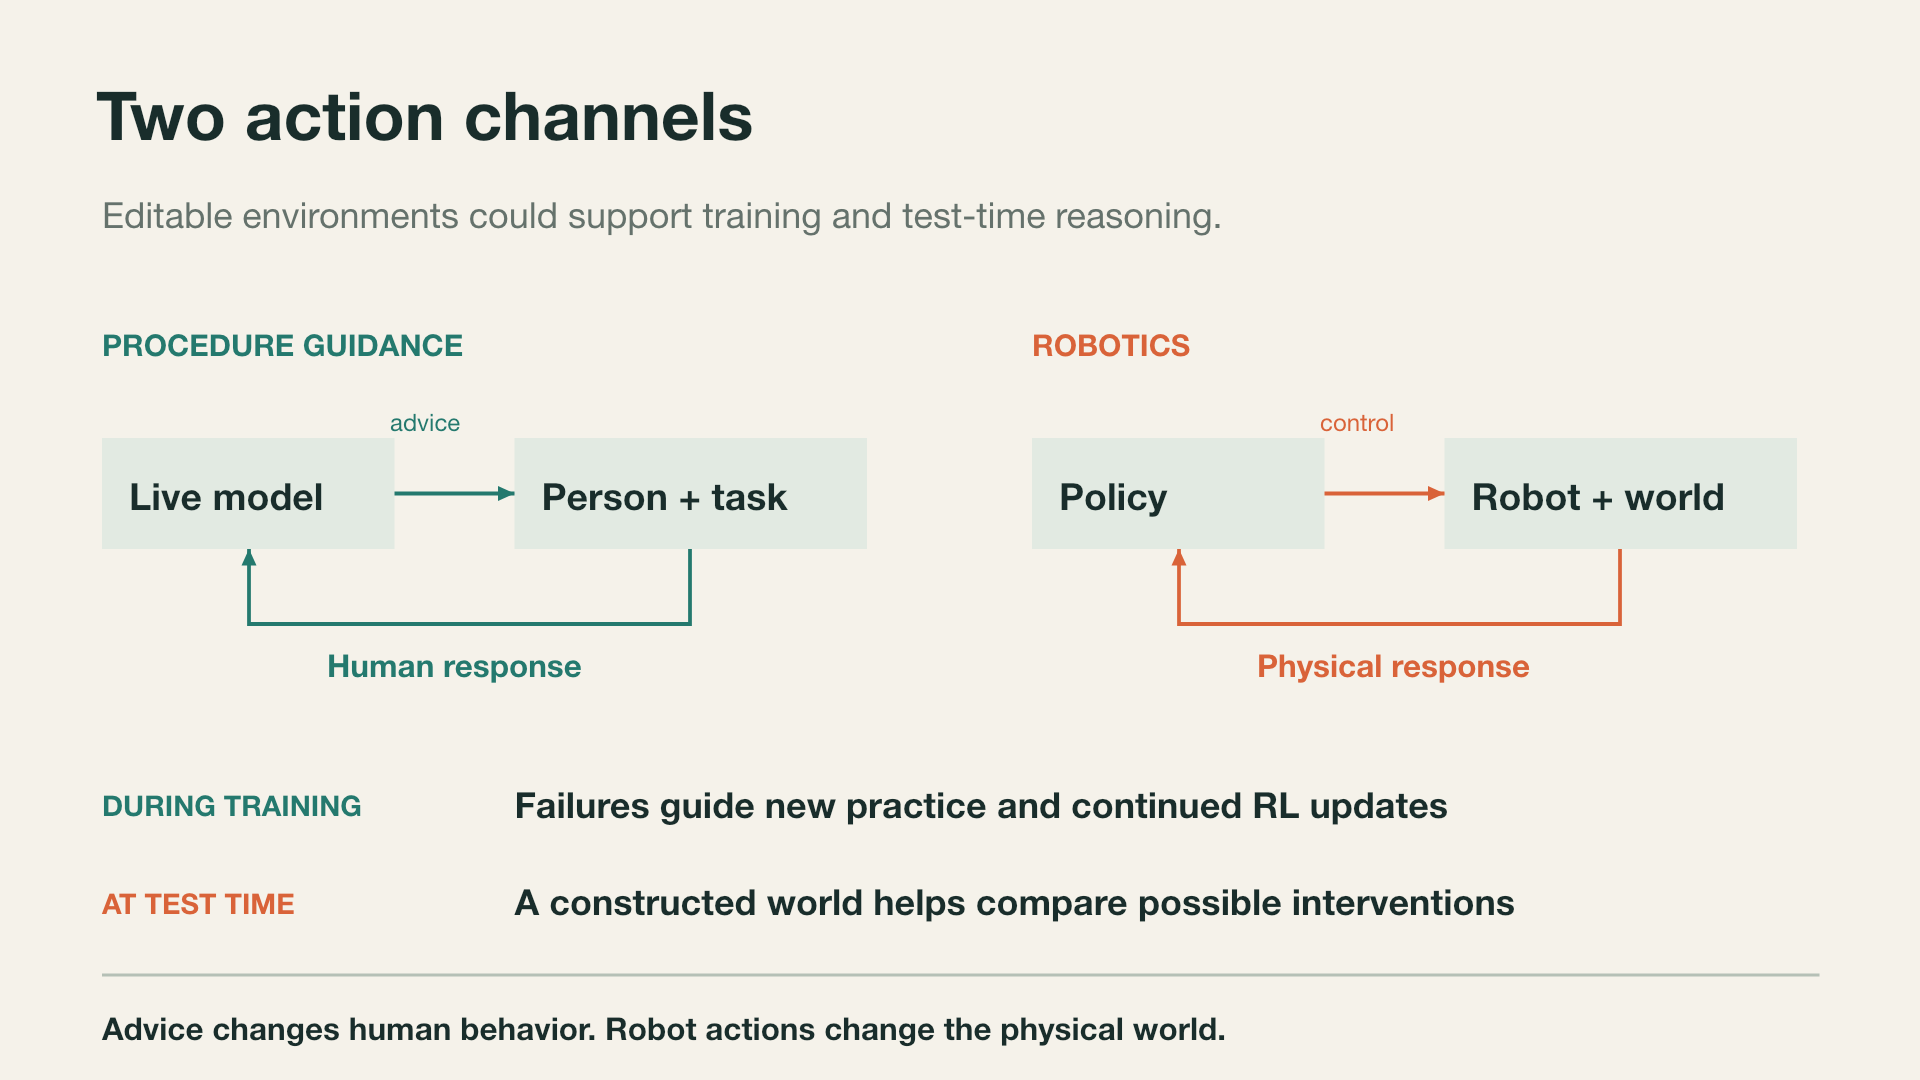 Two action channels
Editable environments could support training and test-time reasoning.
PROCEDURE GUIDANCE
advice
Live model
Person + task
Human response
ROBOTICS
control
Policy
Robot + world
Physical response
DURING TRAINING
Failures guide new practice and continued RL updates
AT TEST TIME
A constructed world helps compare possible interventions
Advice changes human behavior. Robot actions change the physical world.